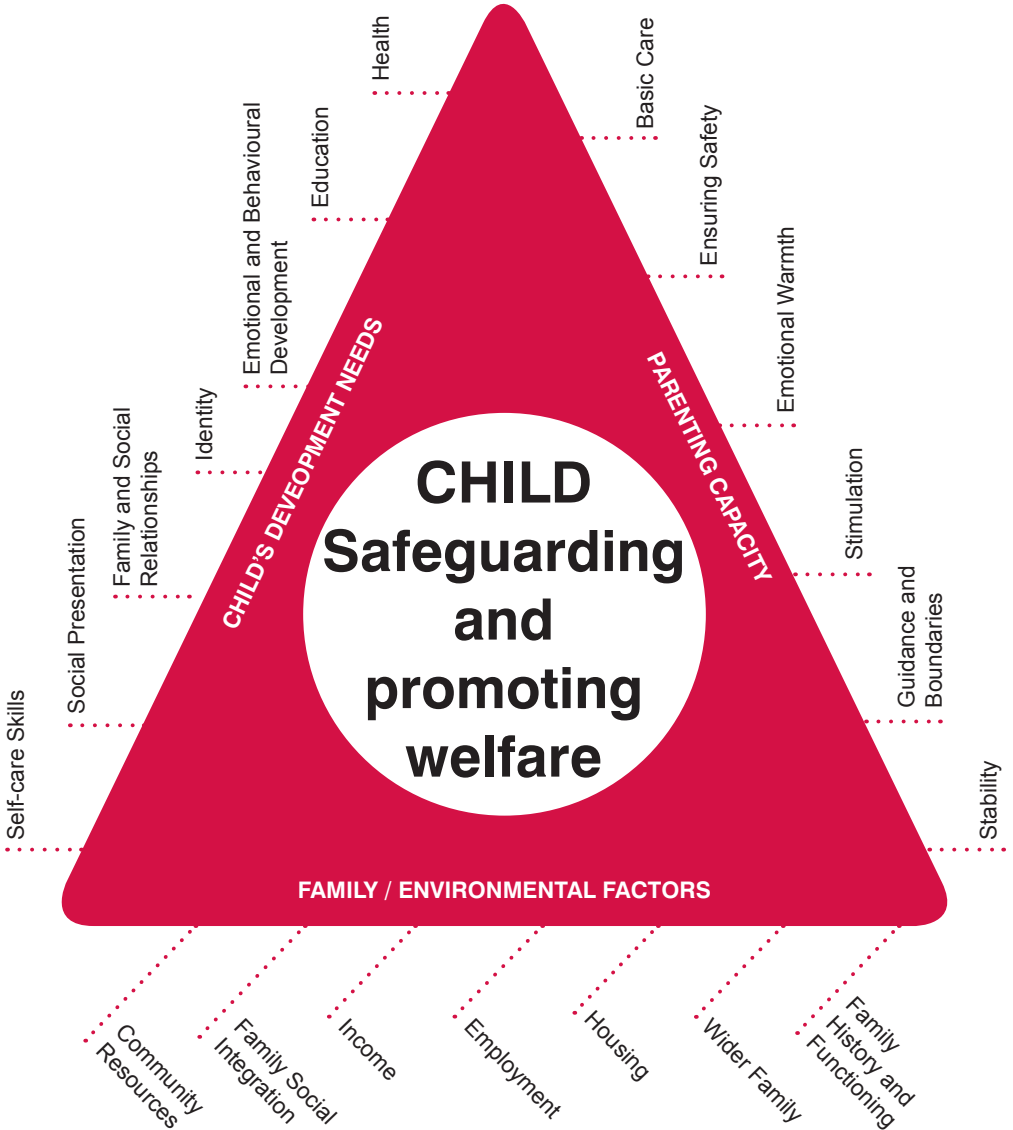 Health
Education
Emotional and Behavioural
Development
Identity
Family and Social
Relationships
Social Presentation
Self-care Skills
CHILD'S DEVEOPMENT NEEDS
Basic Care
Ensuring Safety
Emotional Warmth
Stimulation
Guidance and
Boundaries
Stability
PARENTING CAPACITY
CHILD
Safeguarding
and
promoting
welfare
FAMILY / ENVIRONMENTAL FACTORS
Community
Resources
Family Social
Integration
Income
Employment
Housing
Wider Family
Family
History and
Functioning